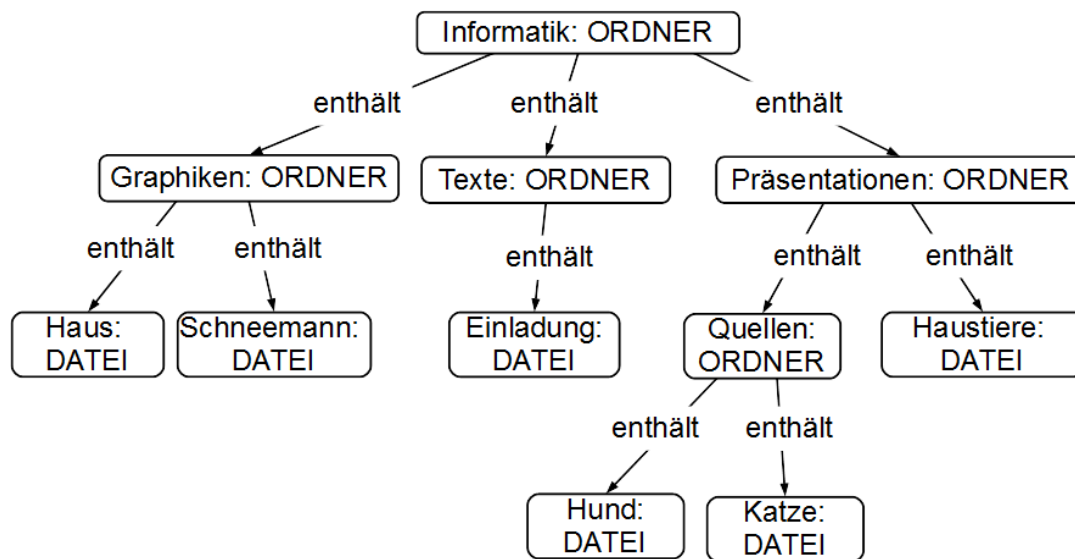 Informatik: ORDNER
enthält enthält enthält
Graphiken: ORDNER Texte: ORDNER Präsentationen: ORDNER
enthält enthält enthält enthält enthält
Haus: Schneemann: Einladung: Quellen: Haustiere:
DATEI DATEI DATEI ORDNER DATEI
enthält enthält
Hund: Katze:
DATEI DATEI